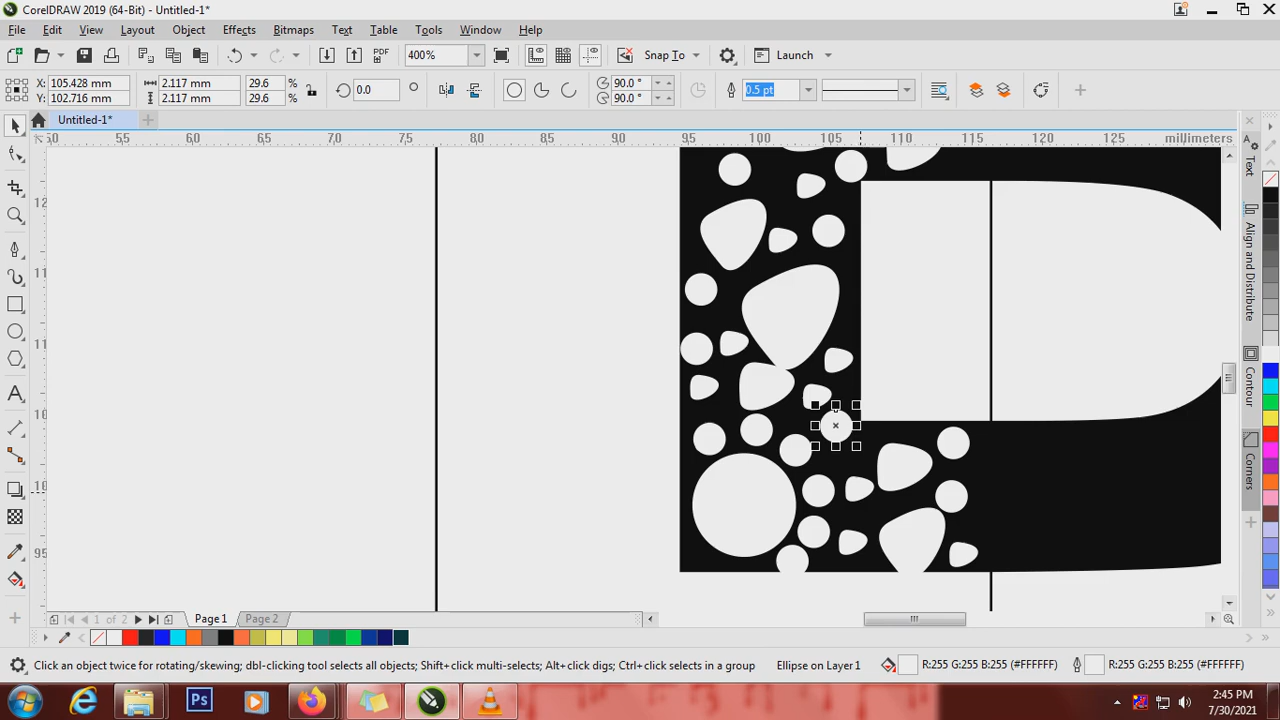 CorelDRAW 2019 (64-Bit) - Untitled-1*
File Edit View Layout Object Effects Bitmaps Text Table Tools Window Help
PDF 400% Snap To Launch
X: 105.428 mm 2.117 mm 29.6 % 0.0 ° 90.0 ° 0.5 pt
Y: 102.716 mm 2.117 mm 29.6 % 90.0 °
Untitled-1*
75 80 85 90 95 100 105 110 115 120 125 millimeters
Text
Align and Distribute
Contour
Corners
95
1 of 2 Page 1 Page 2
Click an object twice for rotating/skewing; dbl-clicking tool selects all objects; Shift+click multi-selects; Alt+click digs; Ctrl+click selects in a group Ellipse on Layer 1 R:255 G:255 B:255 (#FFFFFF) R:255 G:255 B:255 (#FFFFFF)
Ps 2:45 PM
7/30/2021